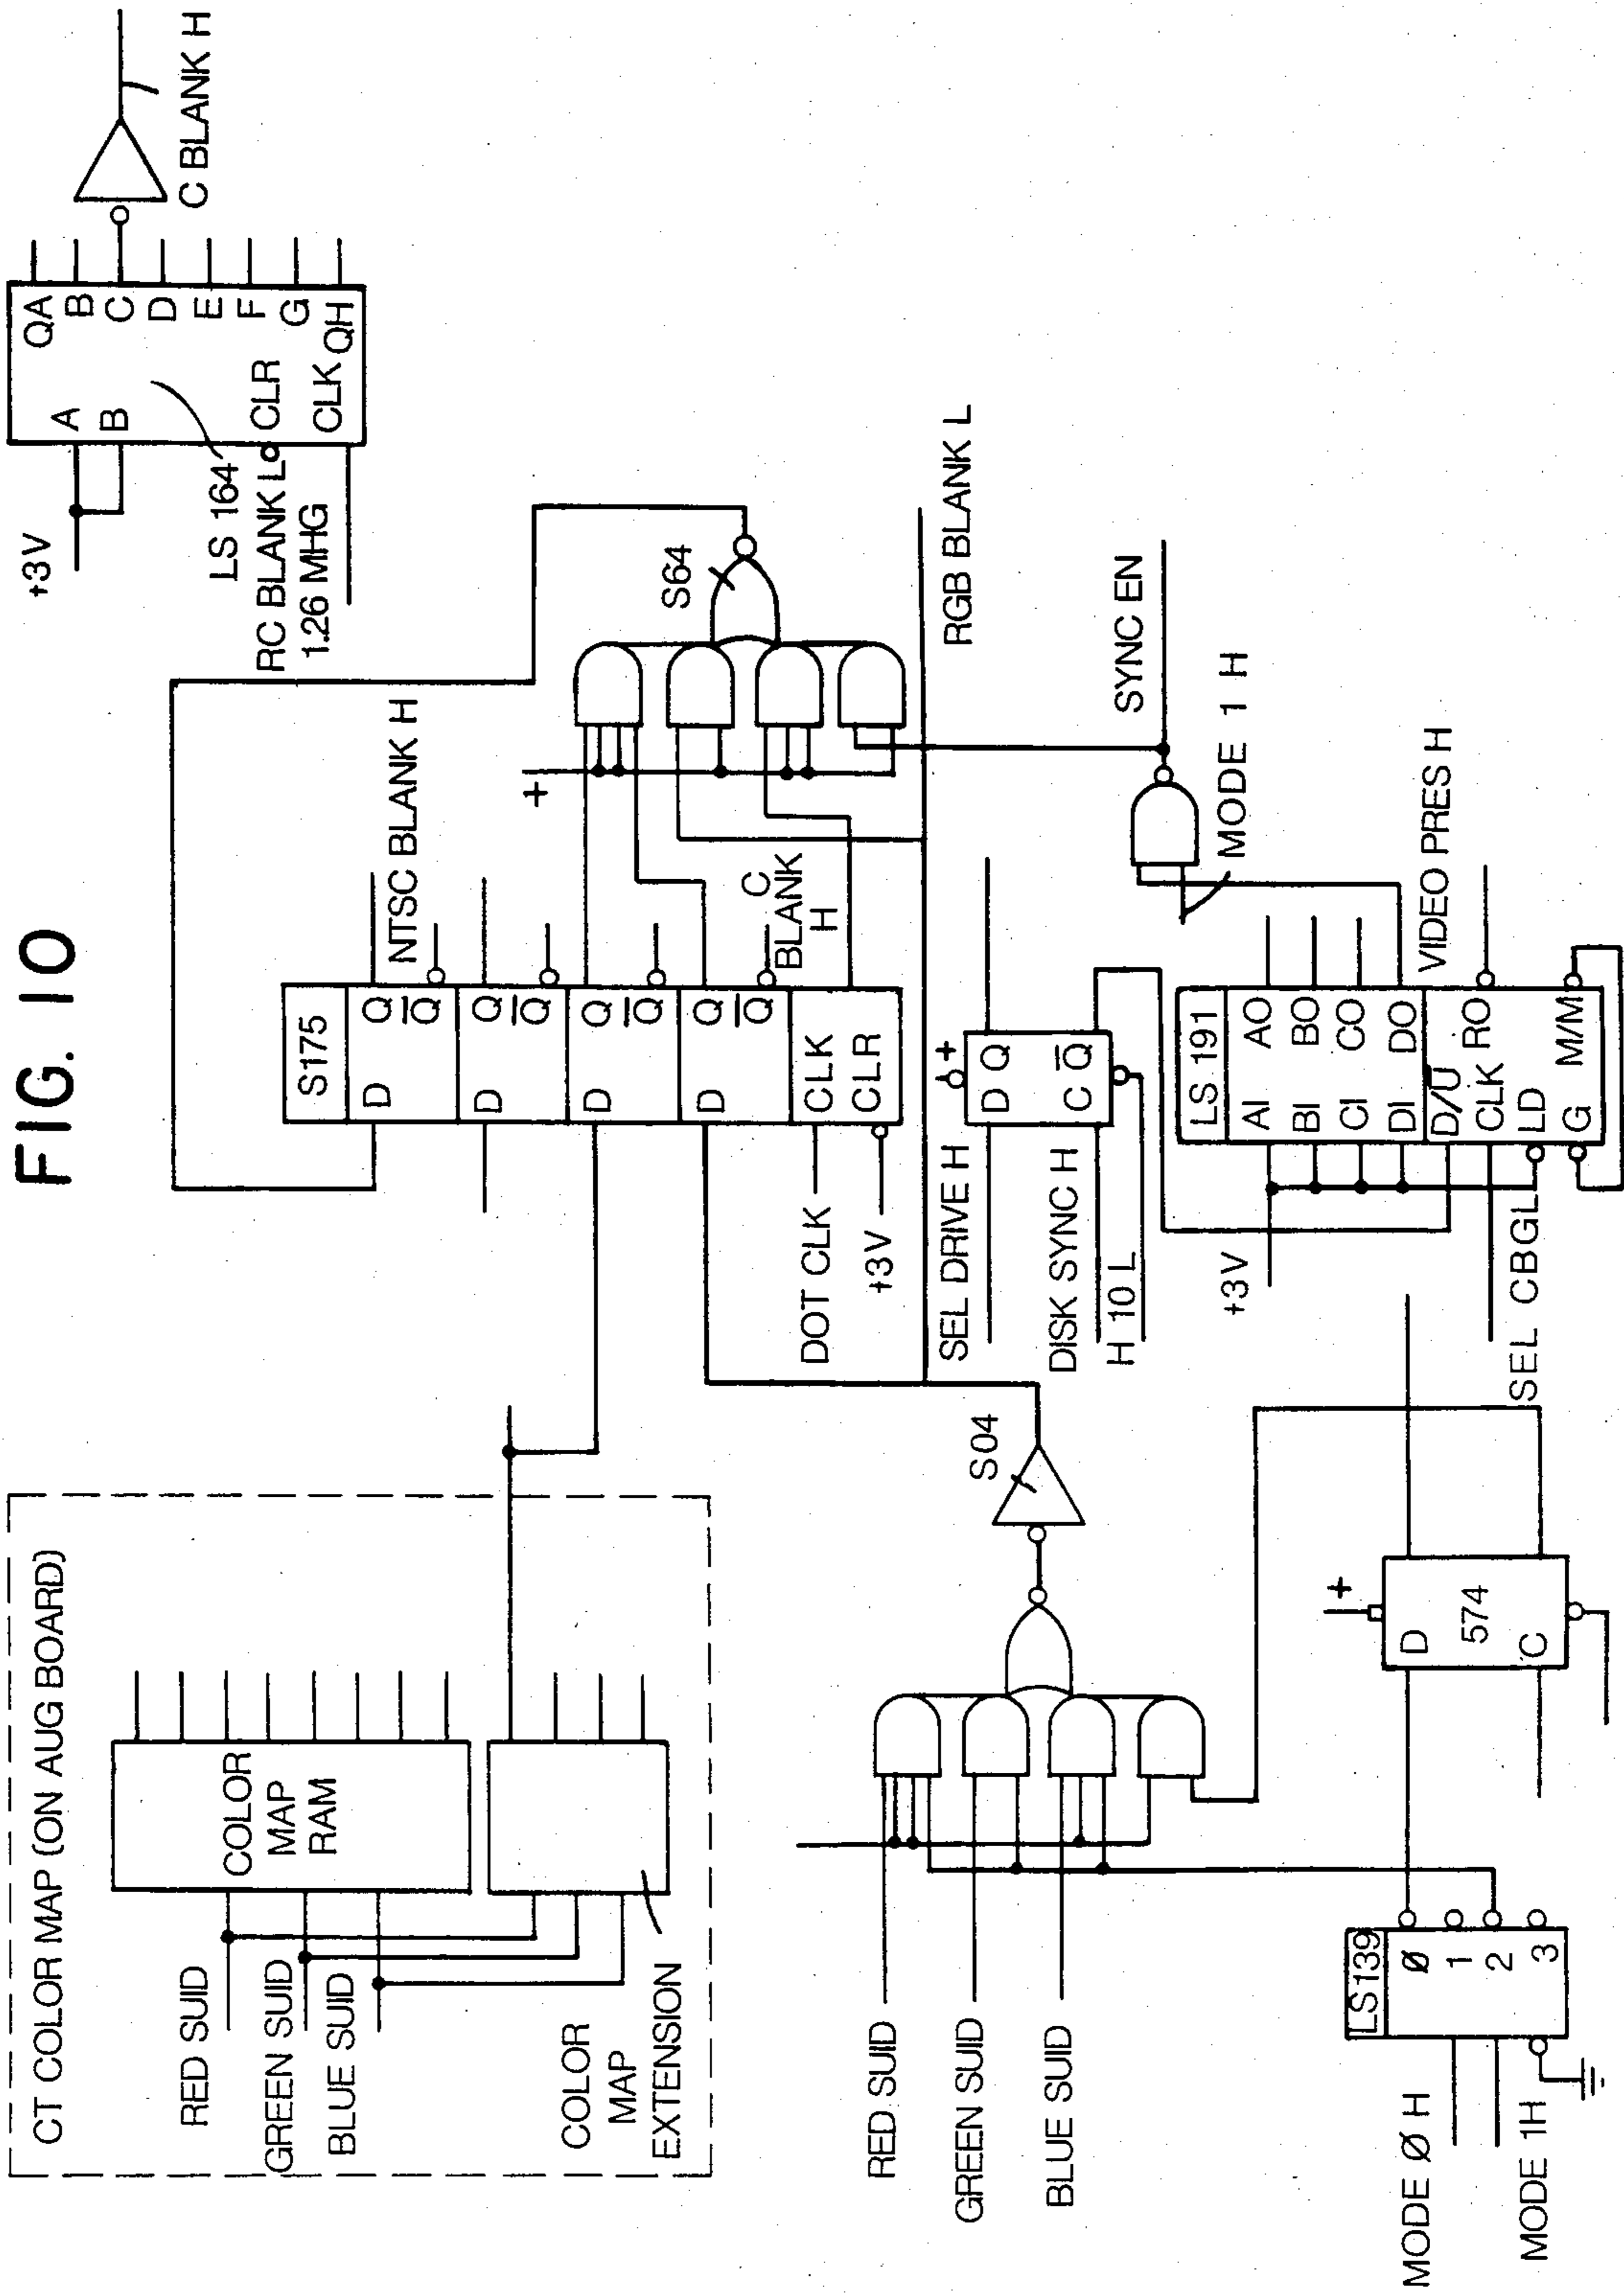 FIG. 10
CT COLOR MAP (ON AUG BOARD)
COLOR
MAP
RAM
RED SUID
GREEN SUID
BLUE SUID
COLOR
MAP
EXTENSION
+3V
A
B
QA
B
C
D
E
F
G
QH
CLR
CLK
LS 164
RC BLANK L
1.26 MHG
C BLANK H
S175
D
Q
Q
NTSC BLANK H
D
Q
Q
D
Q
Q
D
Q
Q
C
BLANK
H
CLK
CLR
DOT CLK
+3V
+
S64
RGB BLANK L
SYNC EN
MODE 1 H
SEL DRIVE H
DISK SYNC H
H 10 L
+
D Q
C Q
LS 191
AI AO
BI BO
CI CO
DI DO
D/U
CLK RO
LD
G M/M
VIDEO PRES H
+3V
SEL CBGL
S04
RED SUID
GREEN SUID
BLUE SUID
+
D
574
C
LS139
Ø
1
2
3
MODE Ø H
MODE 1H